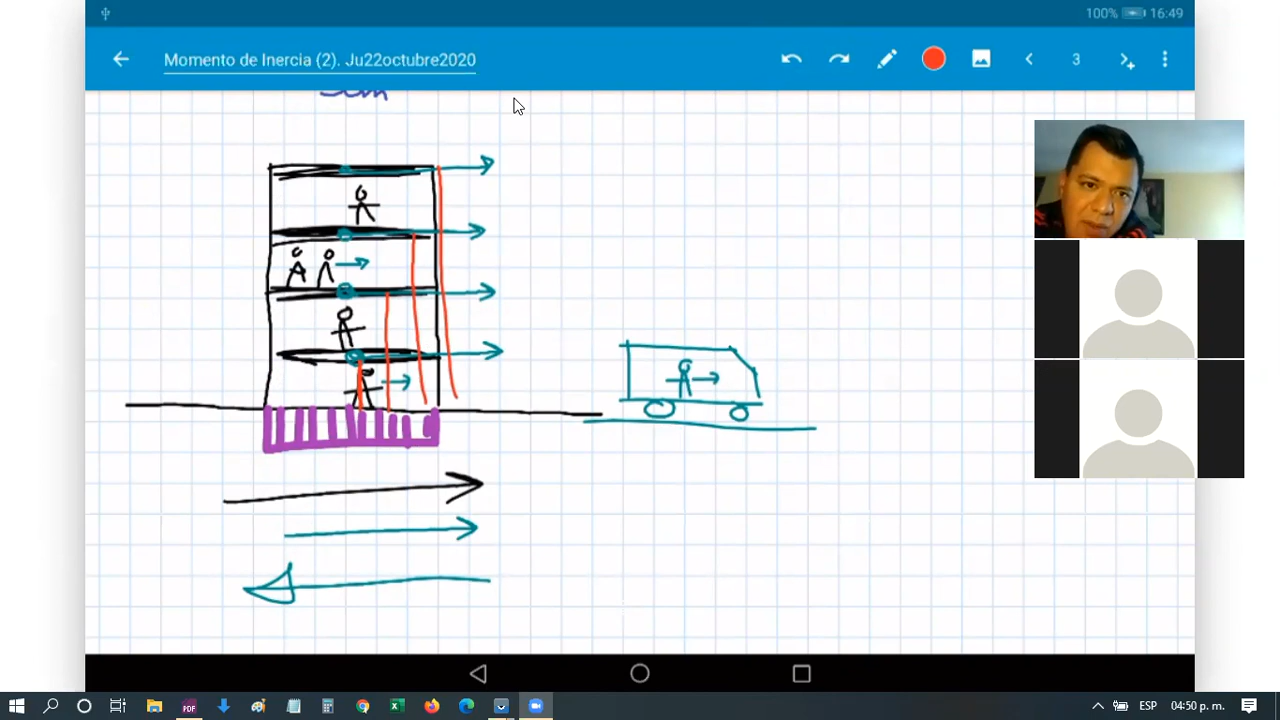 100% 16:49
Momento de Inercia (2). Ju22octubre2020
3
ESP 04:50 p. m.